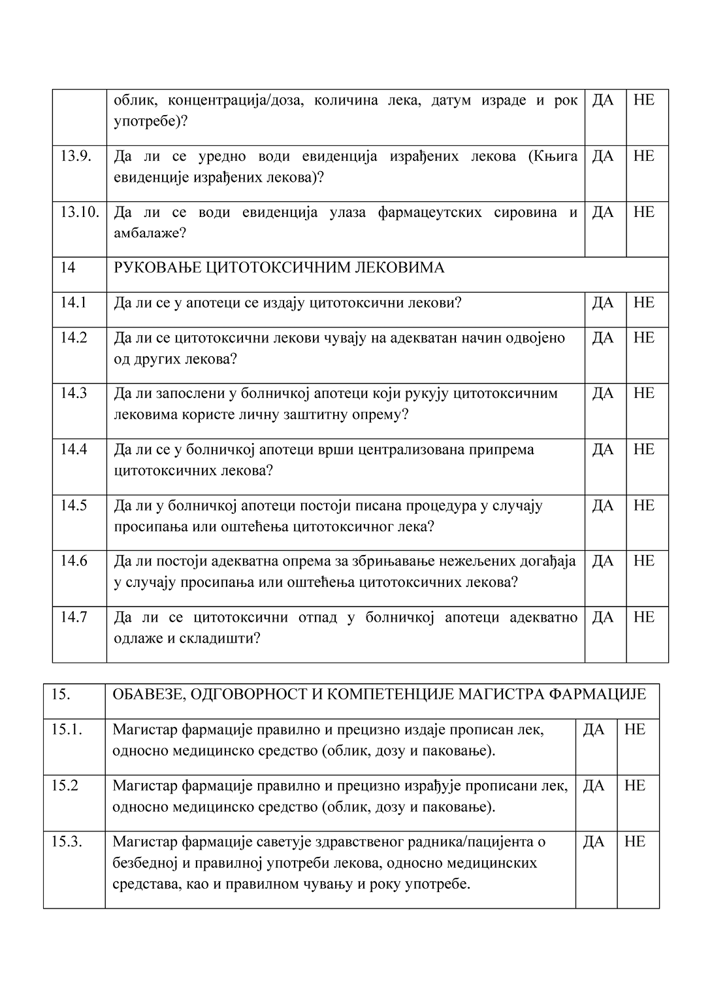 облик, концентрација/доза, количина лека, датум израде и рок ДА НЕ
употребе)?
13.9. Да ли се уредно води евиденција израђених лекова (Књига ДА НЕ
евиденције израђених лекова)?
13.10. Да ли се води евиденција улаза фармацеутских сировина и ДА НЕ
амбалаже?
14 РУКОВАЊЕ ЦИТОТОКСИЧНИМ ЛЕКОВИМА
14.1 Да ли се у апотеци се издају цитотоксични лекови? ДА НЕ
14.2 Да ли се цитотоксични лекови чувају на адекватан начин одвојено ДА НЕ
од других лекова?
14.3 Да ли запослени у болничкој апотеци који рукују цитотоксичним ДА НЕ
лековима користе личну заштитну опрему?
14.4 Да ли се у болничкој апотеци врши централизована припрема ДА НЕ
цитотоксичних лекова?
14.5 Да ли у болничкој апотеци постоји писана процедура у случају ДА НЕ
просипања или оштећења цитотоксичног лека?
14.6 Да ли постоји адекватна опрема за збрињавање нежељених догађаја ДА НЕ
у случају просипања или оштећења цитотоксичних лекова?
14.7 Да ли се цитотоксични отпад у болничкој апотеци адекватно ДА НЕ
одлаже и складишти?
15. ОБАВЕЗЕ, ОДГОВОРНОСТ И КОМПЕТЕНЦИЈЕ МАГИСТРА ФАРМАЦИЈЕ
15.1. Магистар фармације правилно и прецизно издаје прописан лек, ДА НЕ
односно медицинско средство (облик, дозу и паковање).
15.2 Магистар фармације правилно и прецизно израђује прописани лек, ДА НЕ
односно медицинско средство (облик, дозу и паковање).
15.3. Магистар фармације саветује здравственог радника/пацијента о ДА НЕ
безбедној и правилној употреби лекова, односно медицинских
средстава, као и правилном чувању и року употребе.